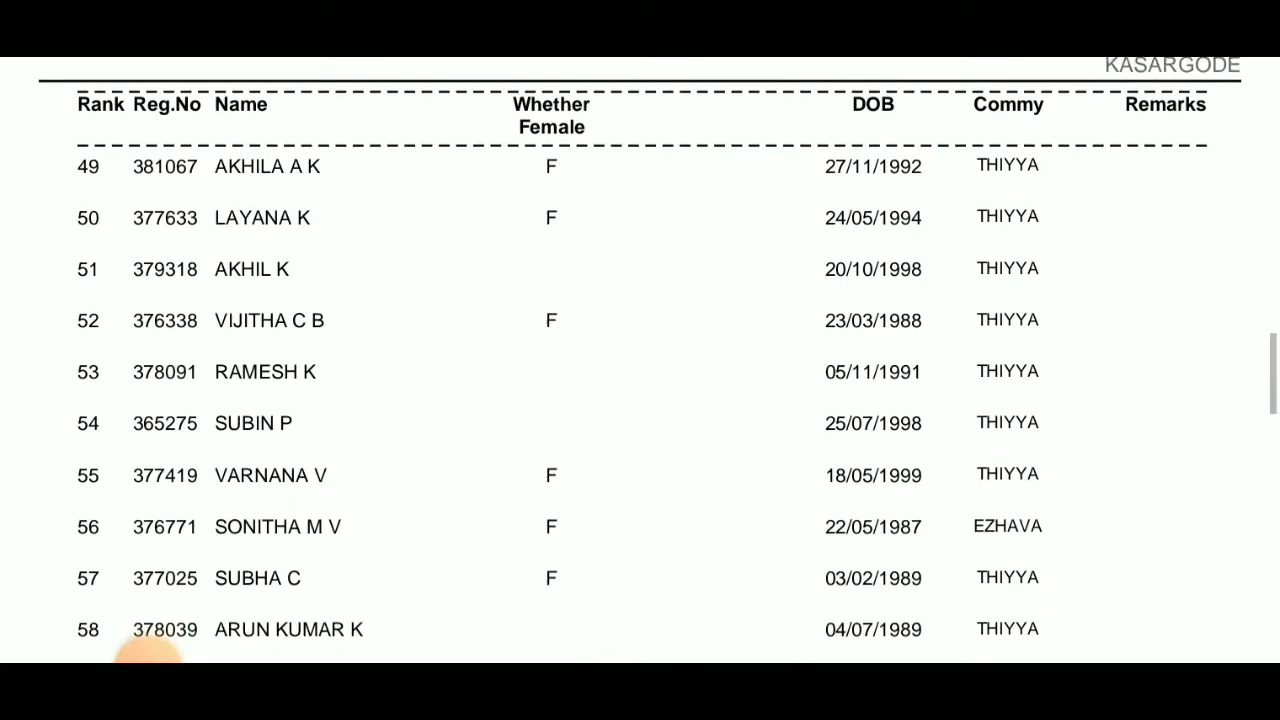 KASARGODE
Rank Reg.No Name Whether Female DOB Commy Remarks
49 381067 AKHILA A K F 27/11/1992 THIYYA
50 377633 LAYANA K F 24/05/1994 THIYYA
51 379318 AKHIL K 20/10/1998 THIYYA
52 376338 VIJITHA C B F 23/03/1988 THIYYA
53 378091 RAMESH K 05/11/1991 THIYYA
54 365275 SUBIN P 25/07/1998 THIYYA
55 377419 VARNANA V F 18/05/1999 THIYYA
56 376771 SONITHA M V F 22/05/1987 EZHAVA
57 377025 SUBHA C F 03/02/1989 THIYYA
58 378039 ARUN KUMAR K 04/07/1989 THIYYA